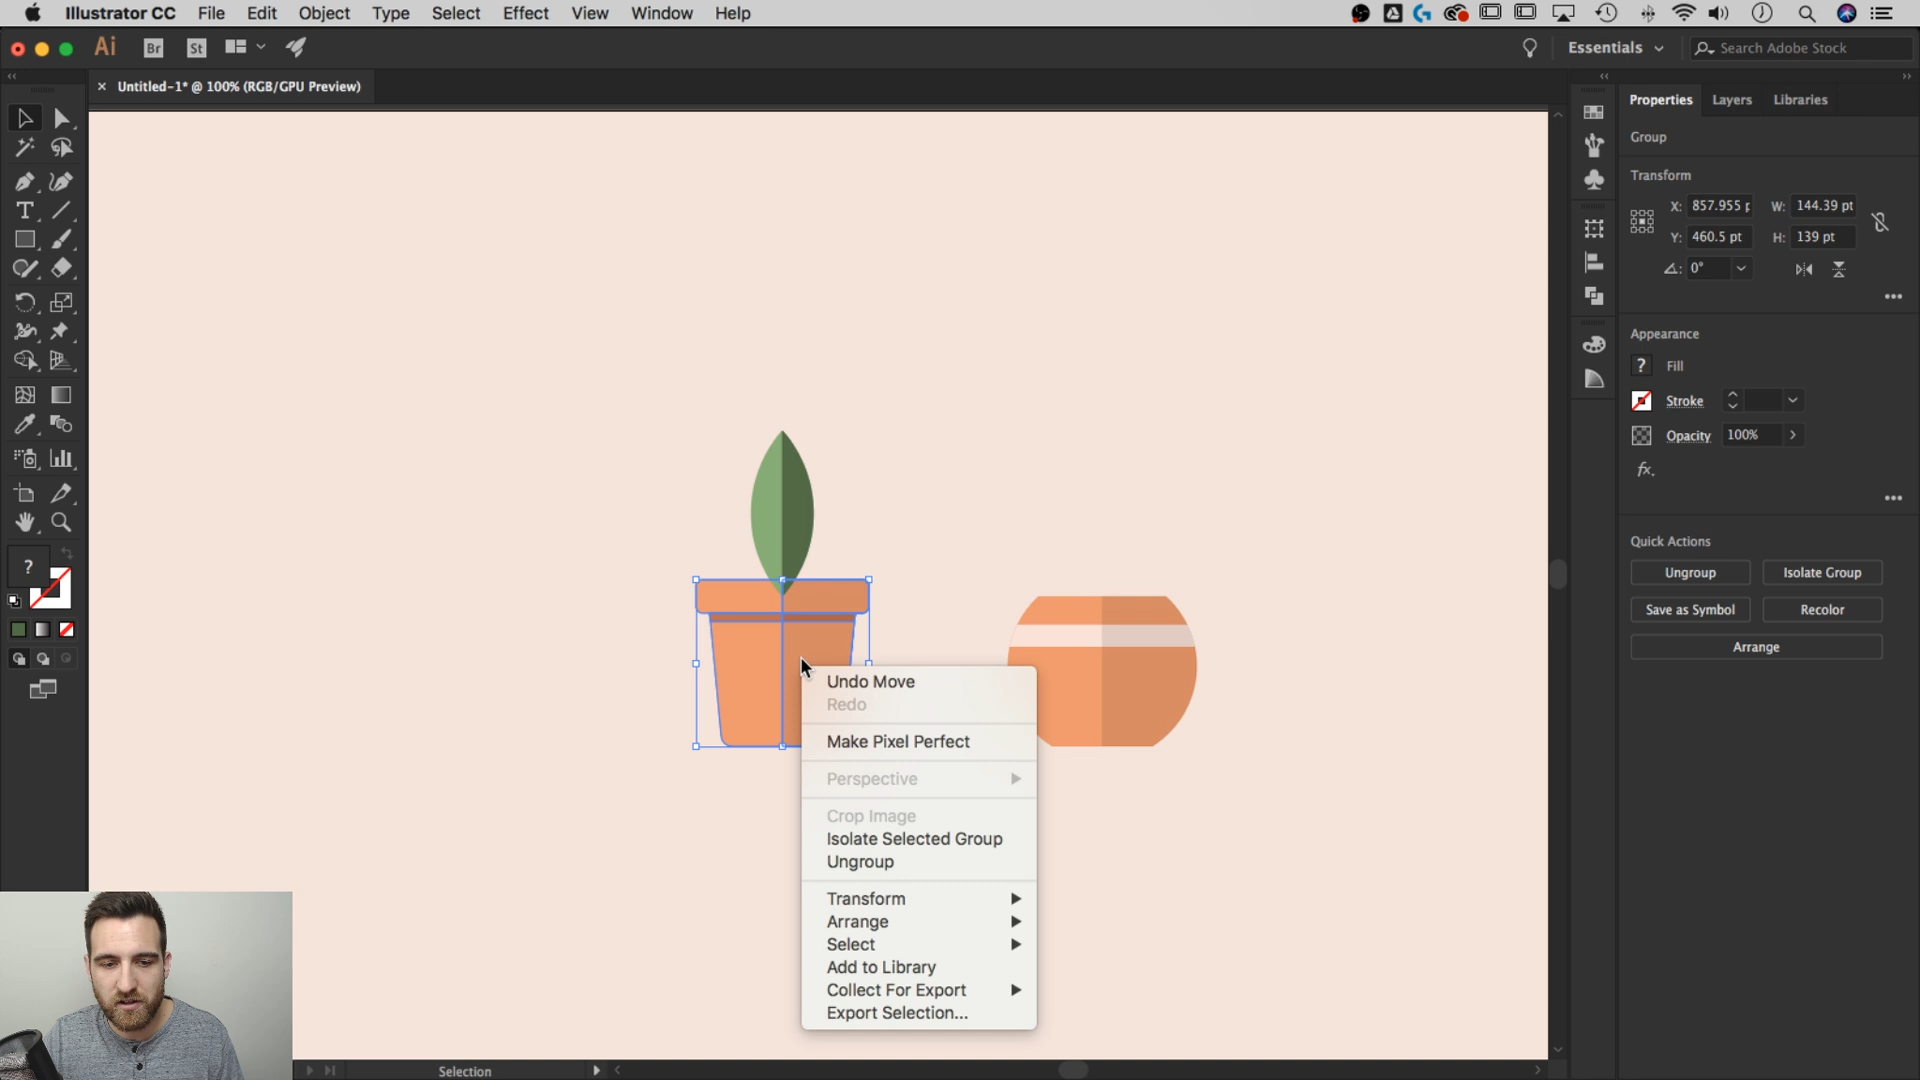 Illustrator CC File Edit Object Type Select Effect View Window Help
Ai Br St Essentials Search Adobe Stock
× Untitled-1* @ 100% (RGB/GPU Preview)
Properties Layers Libraries
Group
Transform
X: 857.955 p W: 144.39 pt
Y: 460.5 pt H: 139 pt
0°
Appearance
? Fill
Stroke
Opacity 100%
fx.
Quick Actions
Ungroup Isolate Group
Save as Symbol Recolor
Arrange
?
Undo Move
Redo
Make Pixel Perfect
Perspective
Crop Image
Isolate Selected Group
Ungroup
Transform
Arrange
Select
Add to Library
Collect For Export
Export Selection...
Selection